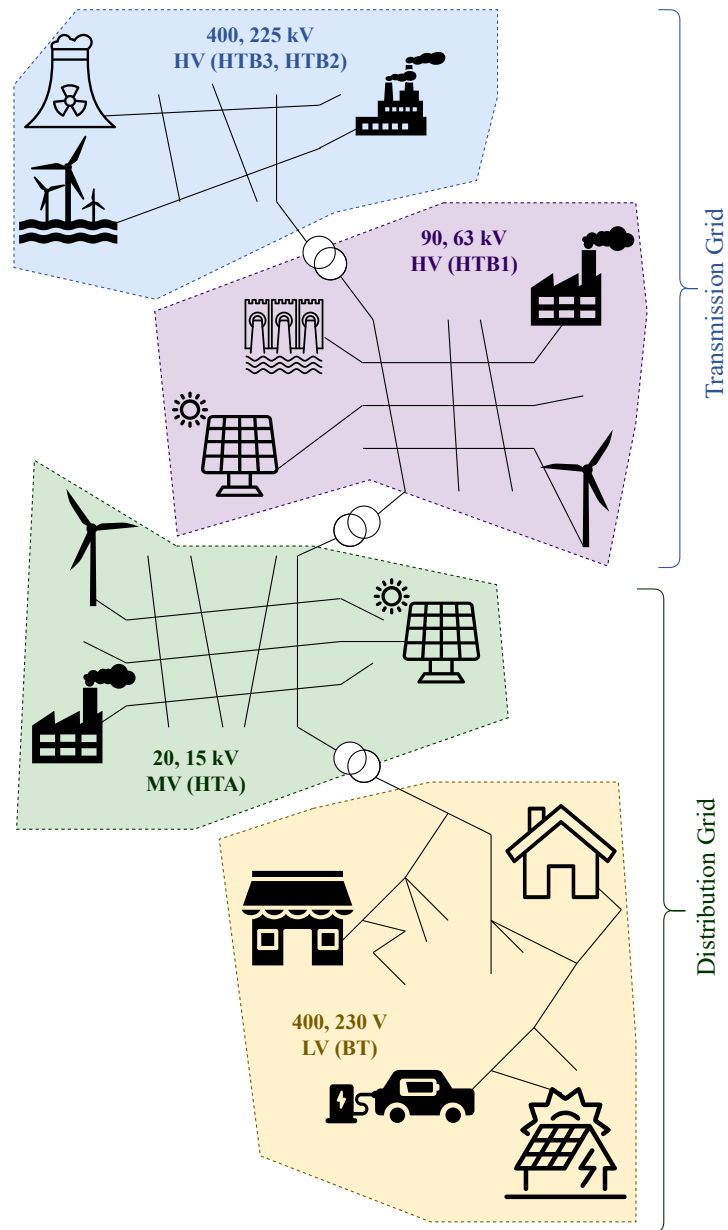 400, 225 kV
HV (HTB3, HTB2)
90, 63 kV
HV (HTB1)
Transmission Grid
20, 15 kV
MV (HTA)
400, 230 V
LV (BT)
Distribution Grid